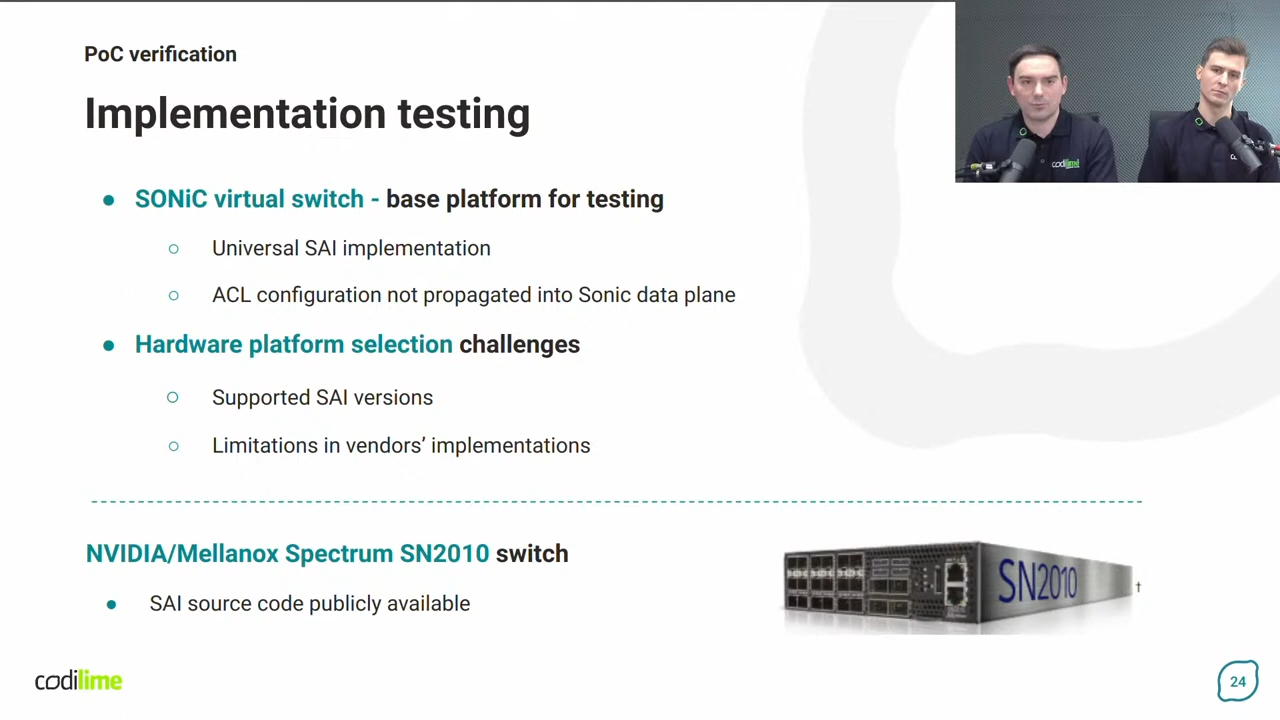 PoC verification
Implementation testing
● SONiC virtual switch - base platform for testing
○ Universal SAI implementation
○ ACL configuration not propagated into Sonic data plane
● Hardware platform selection challenges
○ Supported SAI versions
○ Limitations in vendors’ implementations
NVIDIA/Mellanox Spectrum SN2010 switch
● SAI source code publicly available
SN2010
†
codilime
24
codilime